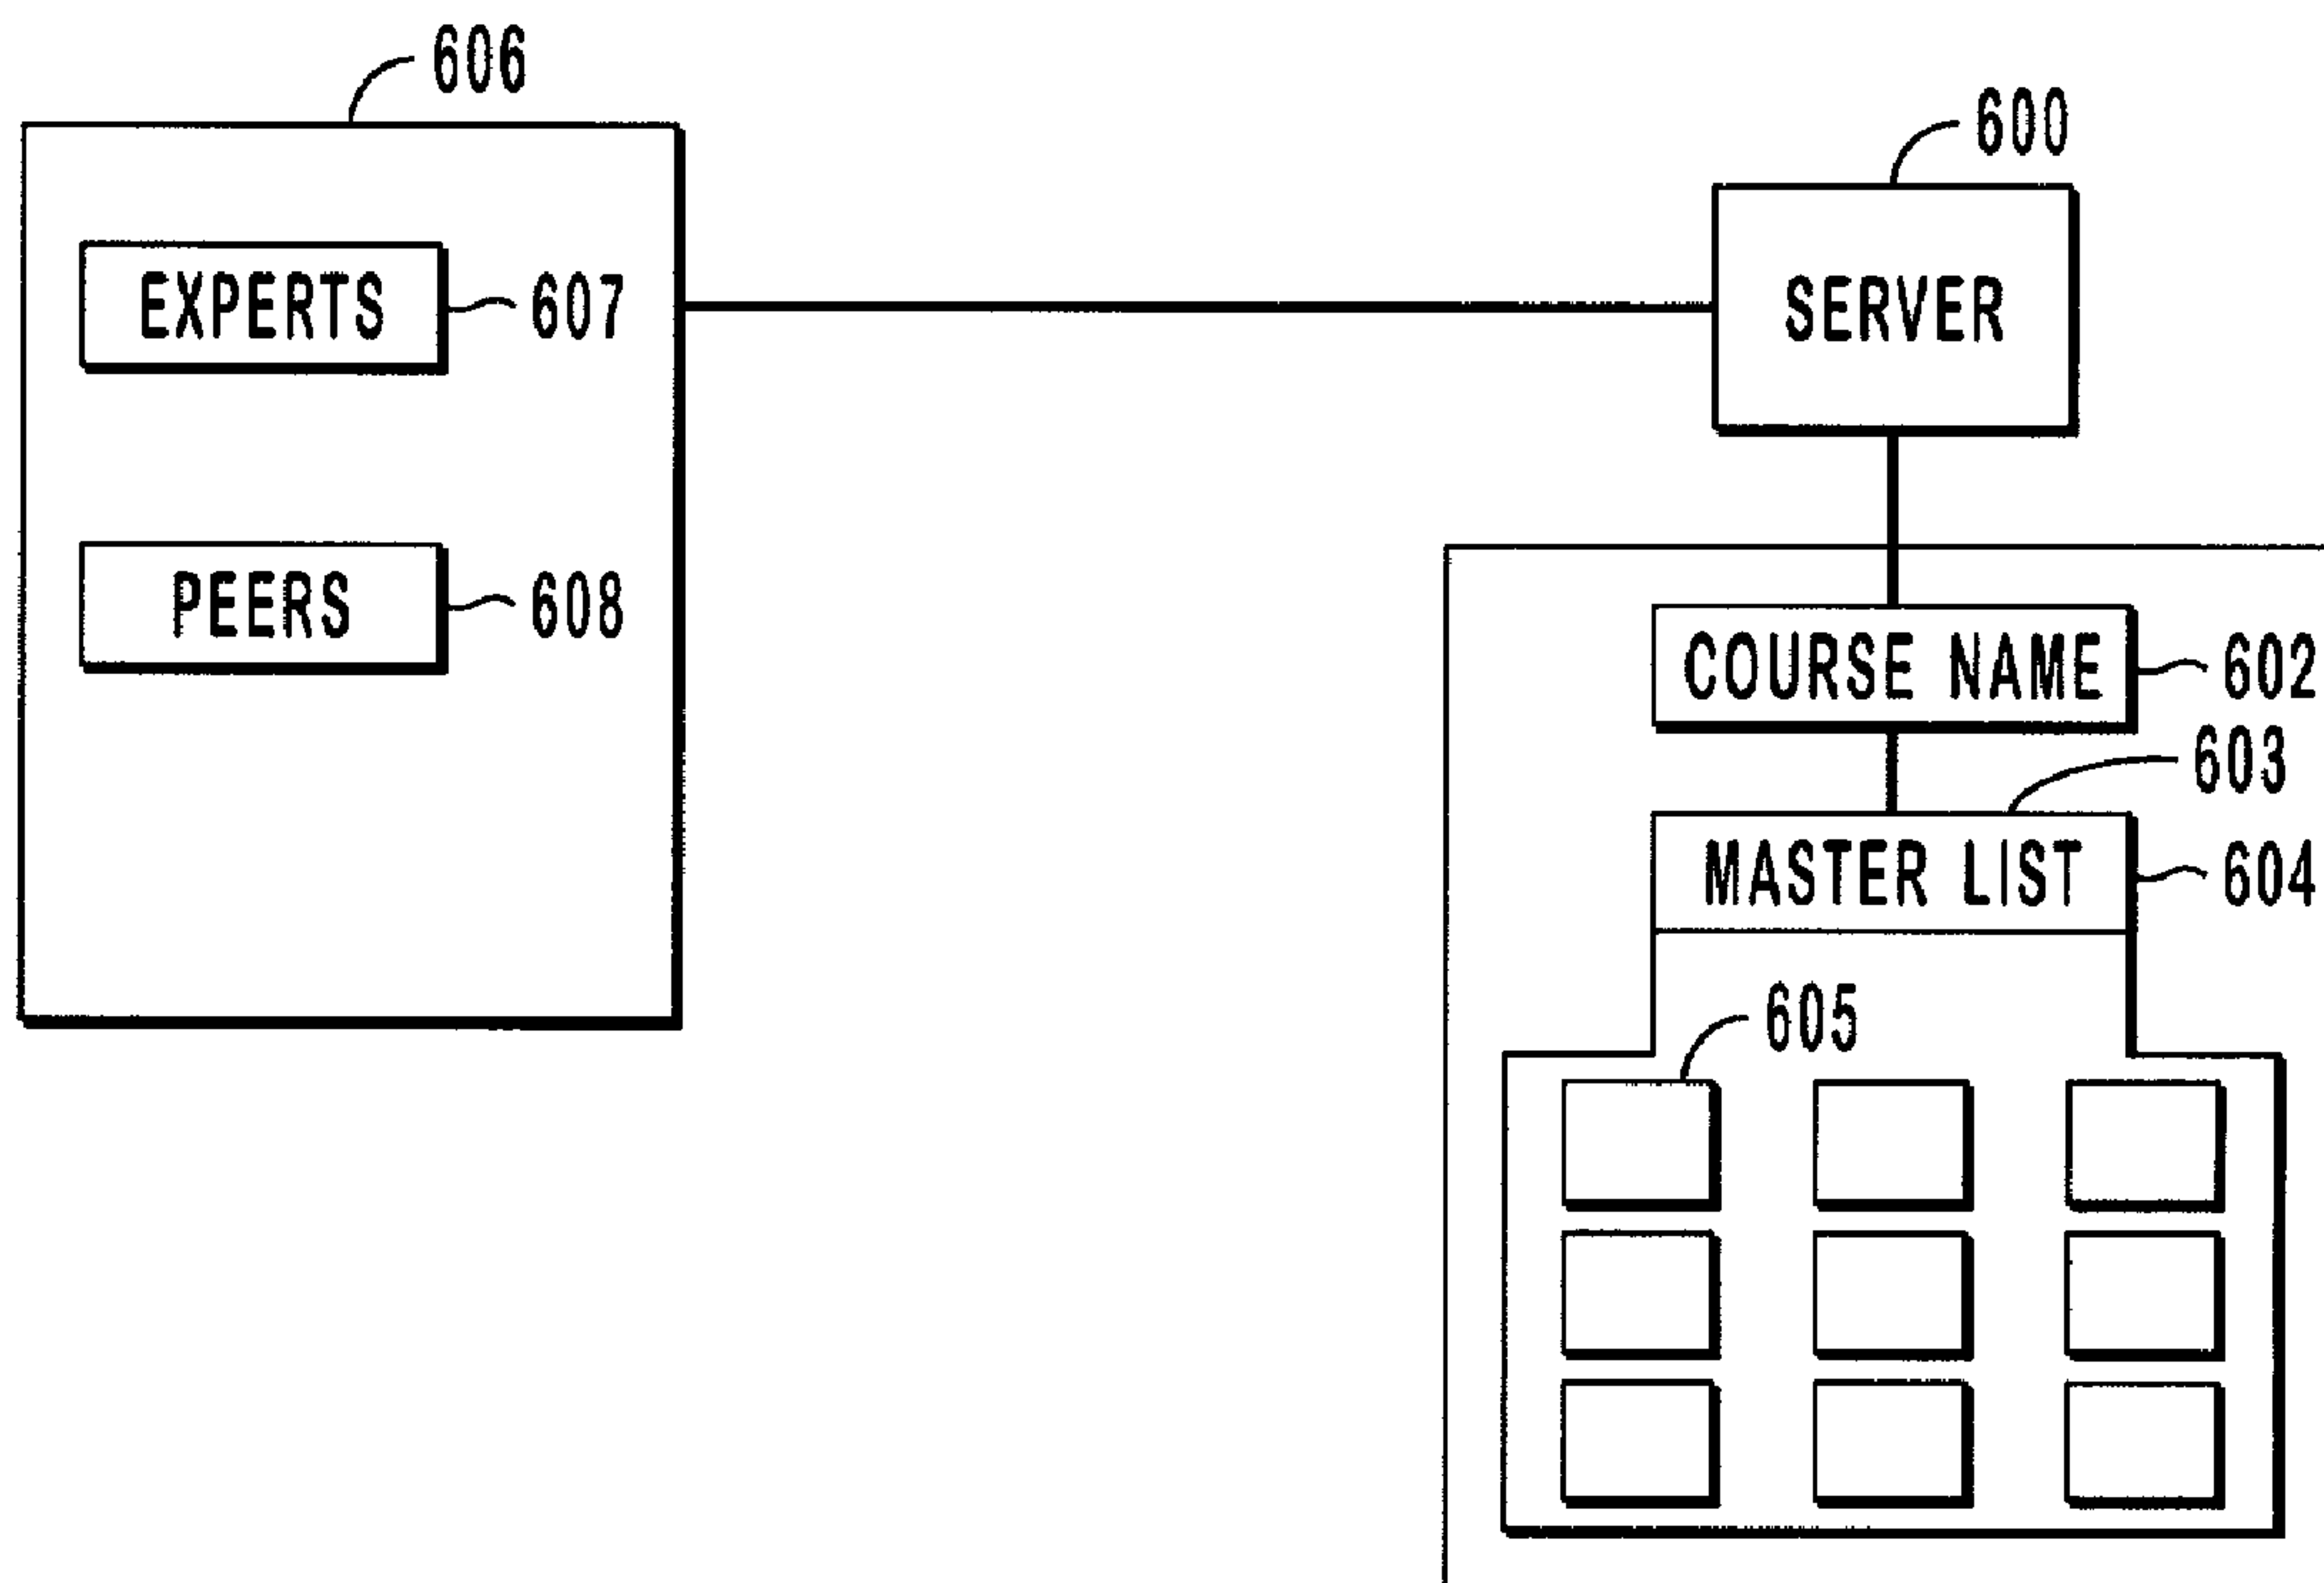 606
600
EXPERTS 607
SERVER
PEERS 608
COURSE NAME 602
603
MASTER LIST 604
605